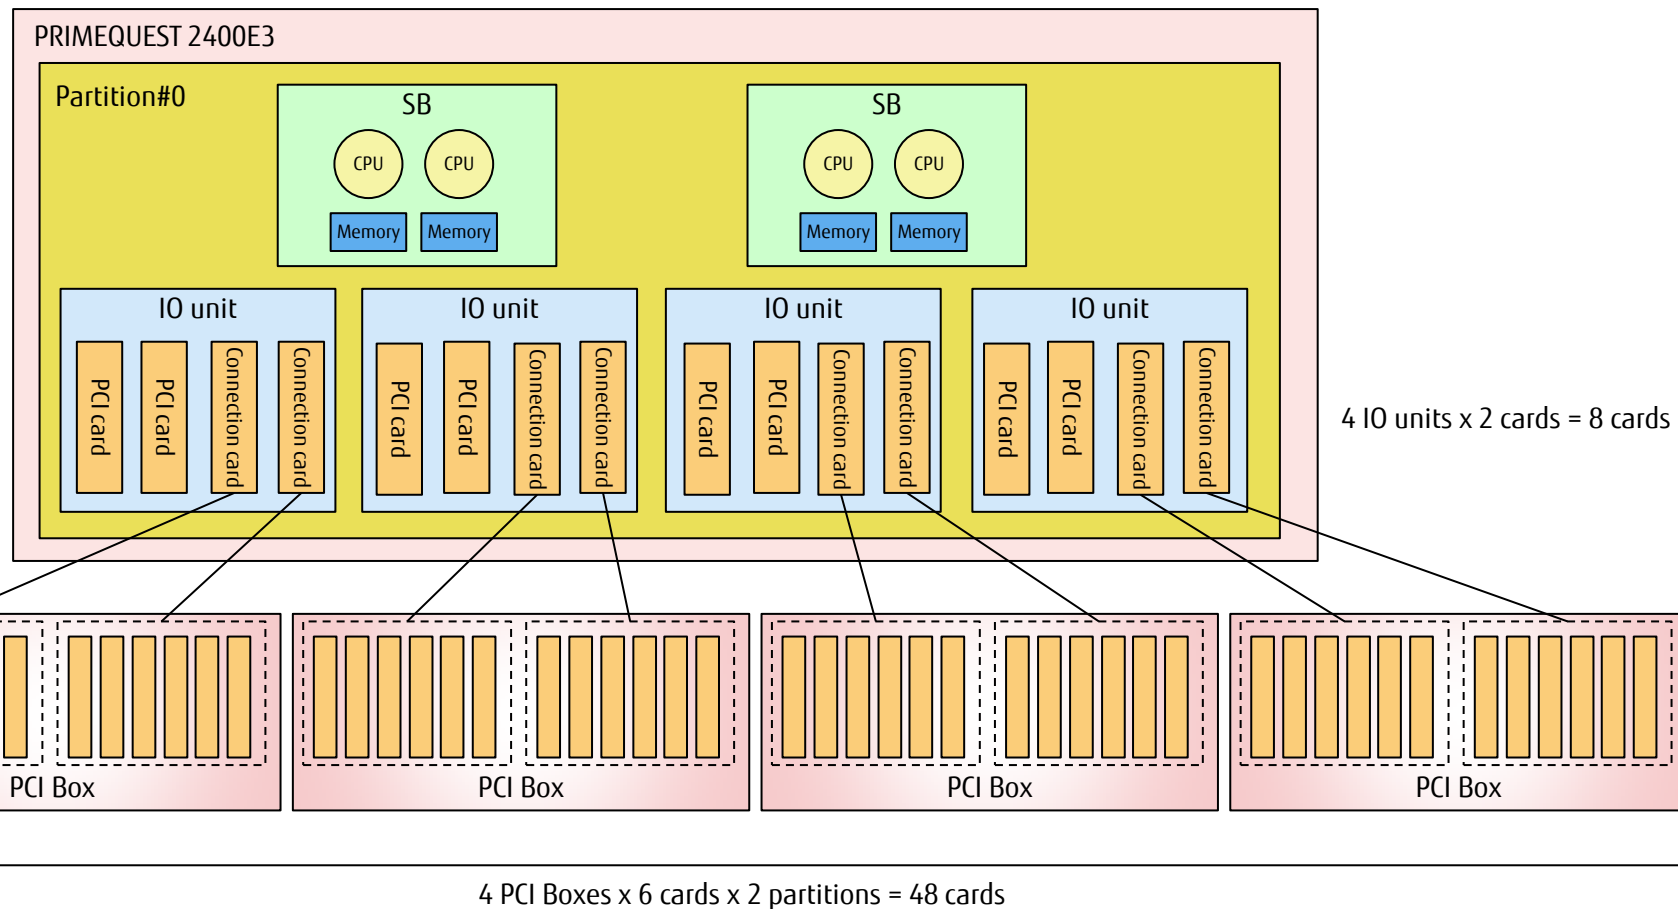 PRIMEQUEST 2400E3
Partition#0
SB
CPU
CPU
Memory
Memory
SB
CPU
CPU
Memory
Memory
IO unit
PCI card
PCI card
Connection card
Connection card
IO unit
PCI card
PCI card
Connection card
Connection card
IO unit
PCI card
PCI card
Connection card
Connection card
IO unit
PCI card
PCI card
Connection card
Connection card
4 IO units x 2 cards = 8 cards
PCI Box
PCI Box
PCI Box
PCI Box
4 PCI Boxes x 6 cards x 2 partitions = 48 cards